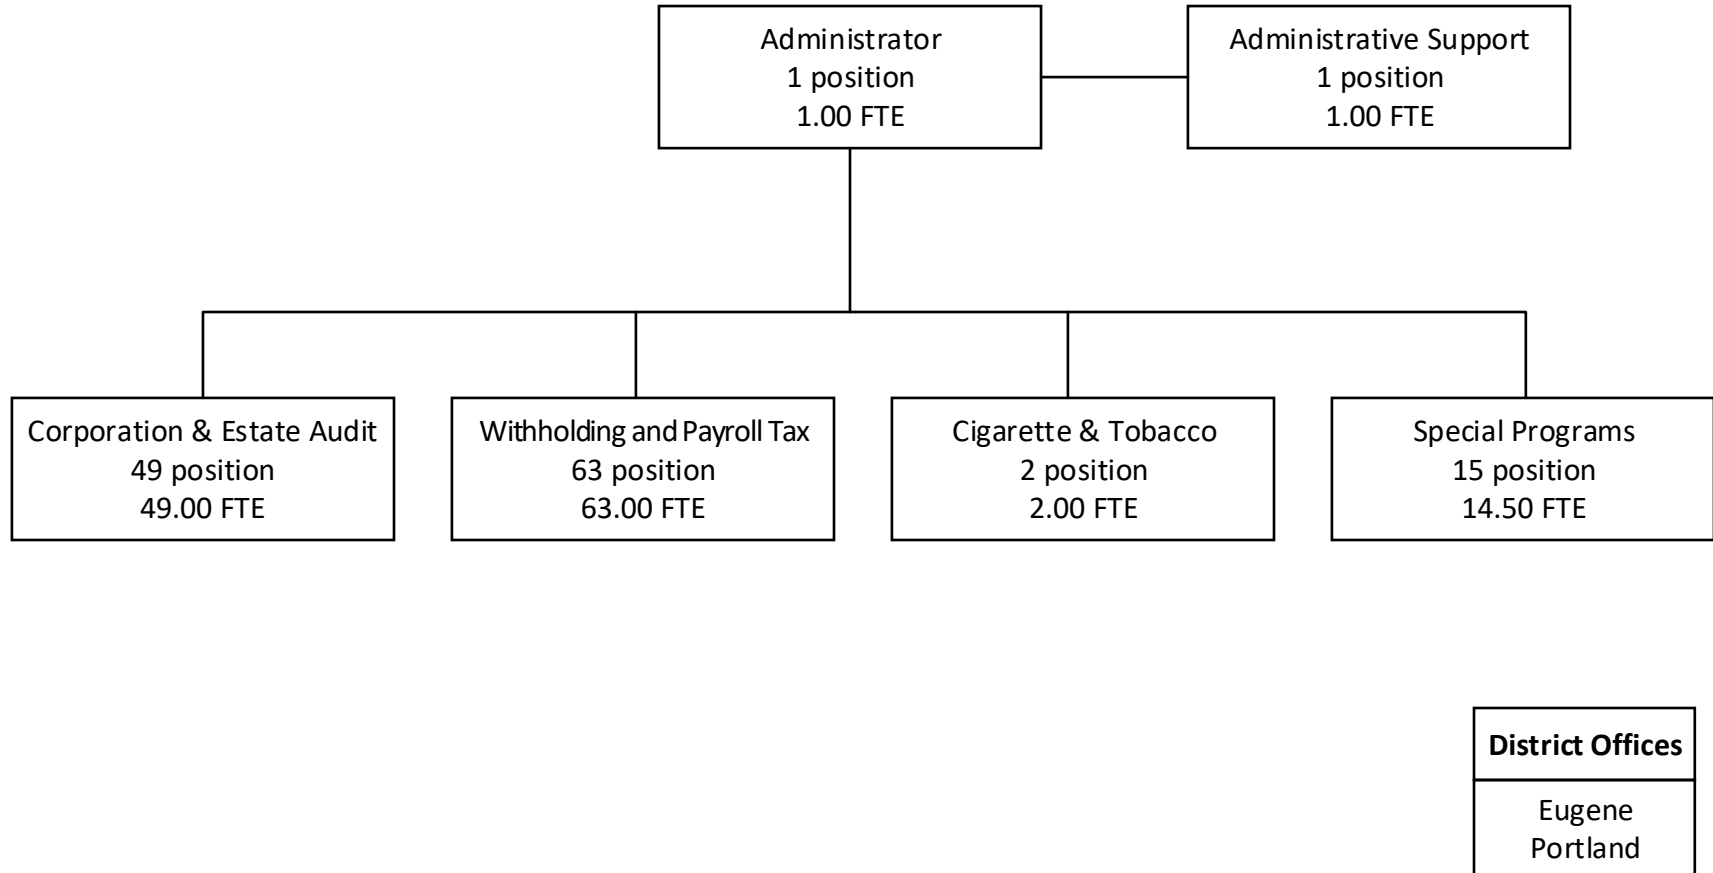 Administrator
1 position
1.00 FTE
Administrative Support
1 position
1.00 FTE
Corporation & Estate Audit
49 position
49.00 FTE
Withholding and Payroll Tax
63 position
63.00 FTE
Cigarette & Tobacco
2 position
2.00 FTE
Special Programs
15 position
14.50 FTE
District Offices
Eugene
Portland